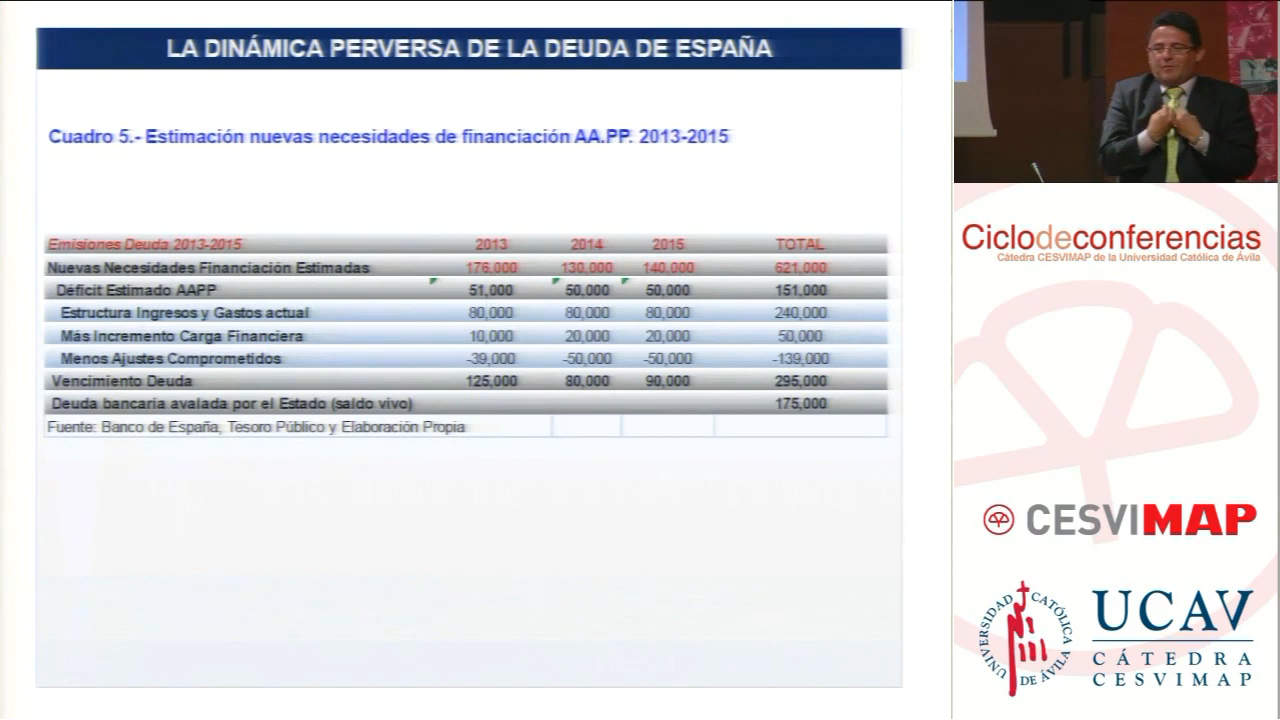 LA DINÁMICA PERVERSA DE LA DEUDA DE ESPAÑA
Cuadro 5.- Estimación nuevas necesidades de financiación AA.PP. 2013-2015
Emisiones Deuda 2013-2015 2013 2014 2015 TOTAL
Nuevas Necesidades Financiación Estimadas 176,000 130,000 140,000 621,000
Déficit Estimado AAPP 51,000 50,000 50,000 151,000
Estructura Ingresos y Gastos actual 80,000 80,000 80,000 240,000
Más Incremento Carga Financiera 10,000 20,000 20,000 50,000
Menos Ajustes Comprometidos -39,000 -50,000 -50,000 -139,000
Vencimiento Deuda 125,000 80,000 90,000 295,000
Deuda bancaria avalada por el Estado (saldo vivo) 175,000
Fuente: Banco de España, Tesoro Público y Elaboración Propia
Ciclodeconferencias
Cátedra CESVIMAP de la Universidad Católica de Ávila
CESVIMAP
UNIVERSIDAD CATÓLICA DE ÁVILA
UCAV
CÁTEDRA
CESVIMAP